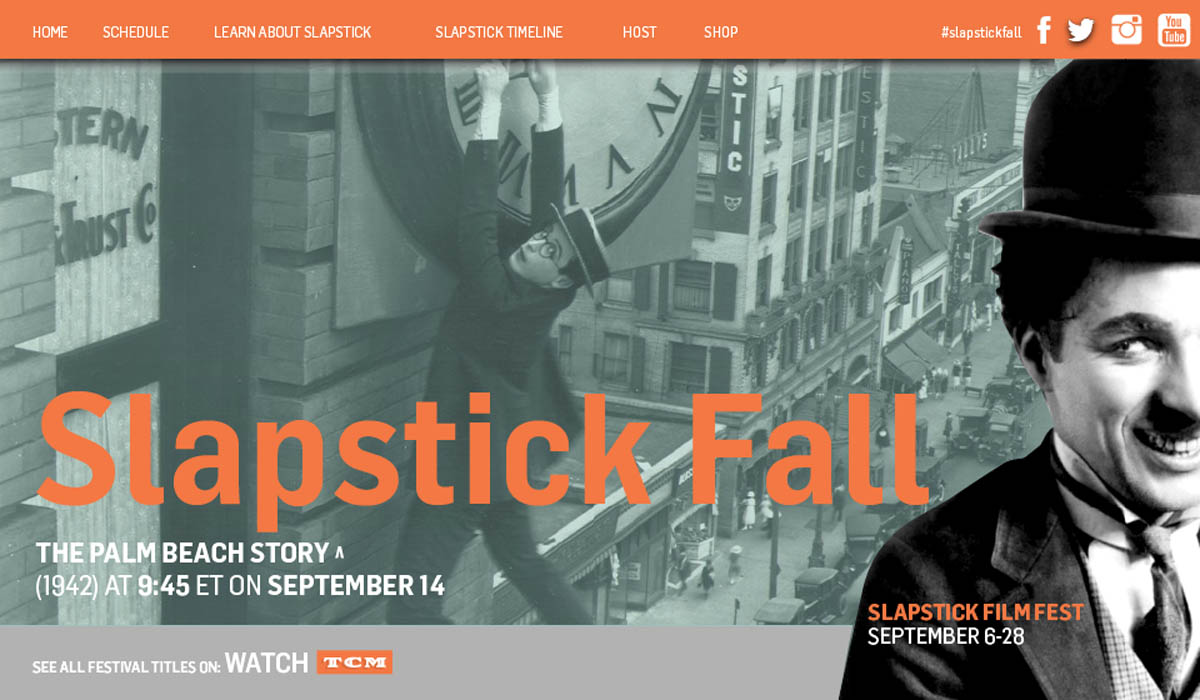 HOME SCHEDULE LEARN ABOUT SLAPSTICK SLAPSTICK TIMELINE HOST SHOP #slapstickfall f You Tube
TERN
TRUST CO
STIC
Slapstick Fall
THE PALM BEACH STORY ^
(1942) AT 9:45 ET ON SEPTEMBER 14
SLAPSTICK FILM FEST
SEPTEMBER 6-28
SEE ALL FESTIVAL TITLES ON: WATCH TCM